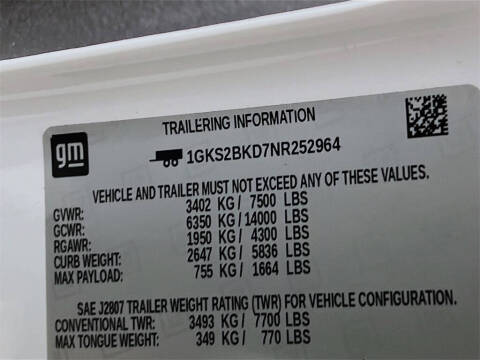 gm
TRAILERING INFORMATION
1GKS2BKD7NR252964
VEHICLE AND TRAILER MUST NOT EXCEED ANY OF THESE VALUES.
GVWR: 3402 KG/ 7500 LBS
GCWR: 6350 KG/ 14000 LBS
RGAWR: 1950 KG/ 4300 LBS
CURB WEIGHT: 2647 KG/ 5836 LBS
MAX PAYLOAD: 755 KG/ 1664 LBS
SAE J2807 TRAILER WEIGHT RATING (TWR) FOR VEHICLE CONFIGURATION.
CONVENTIONAL TWR: 3493 KG/ 7700 LBS
MAX TONGUE WEIGHT: 349 KG/ 770 LBS